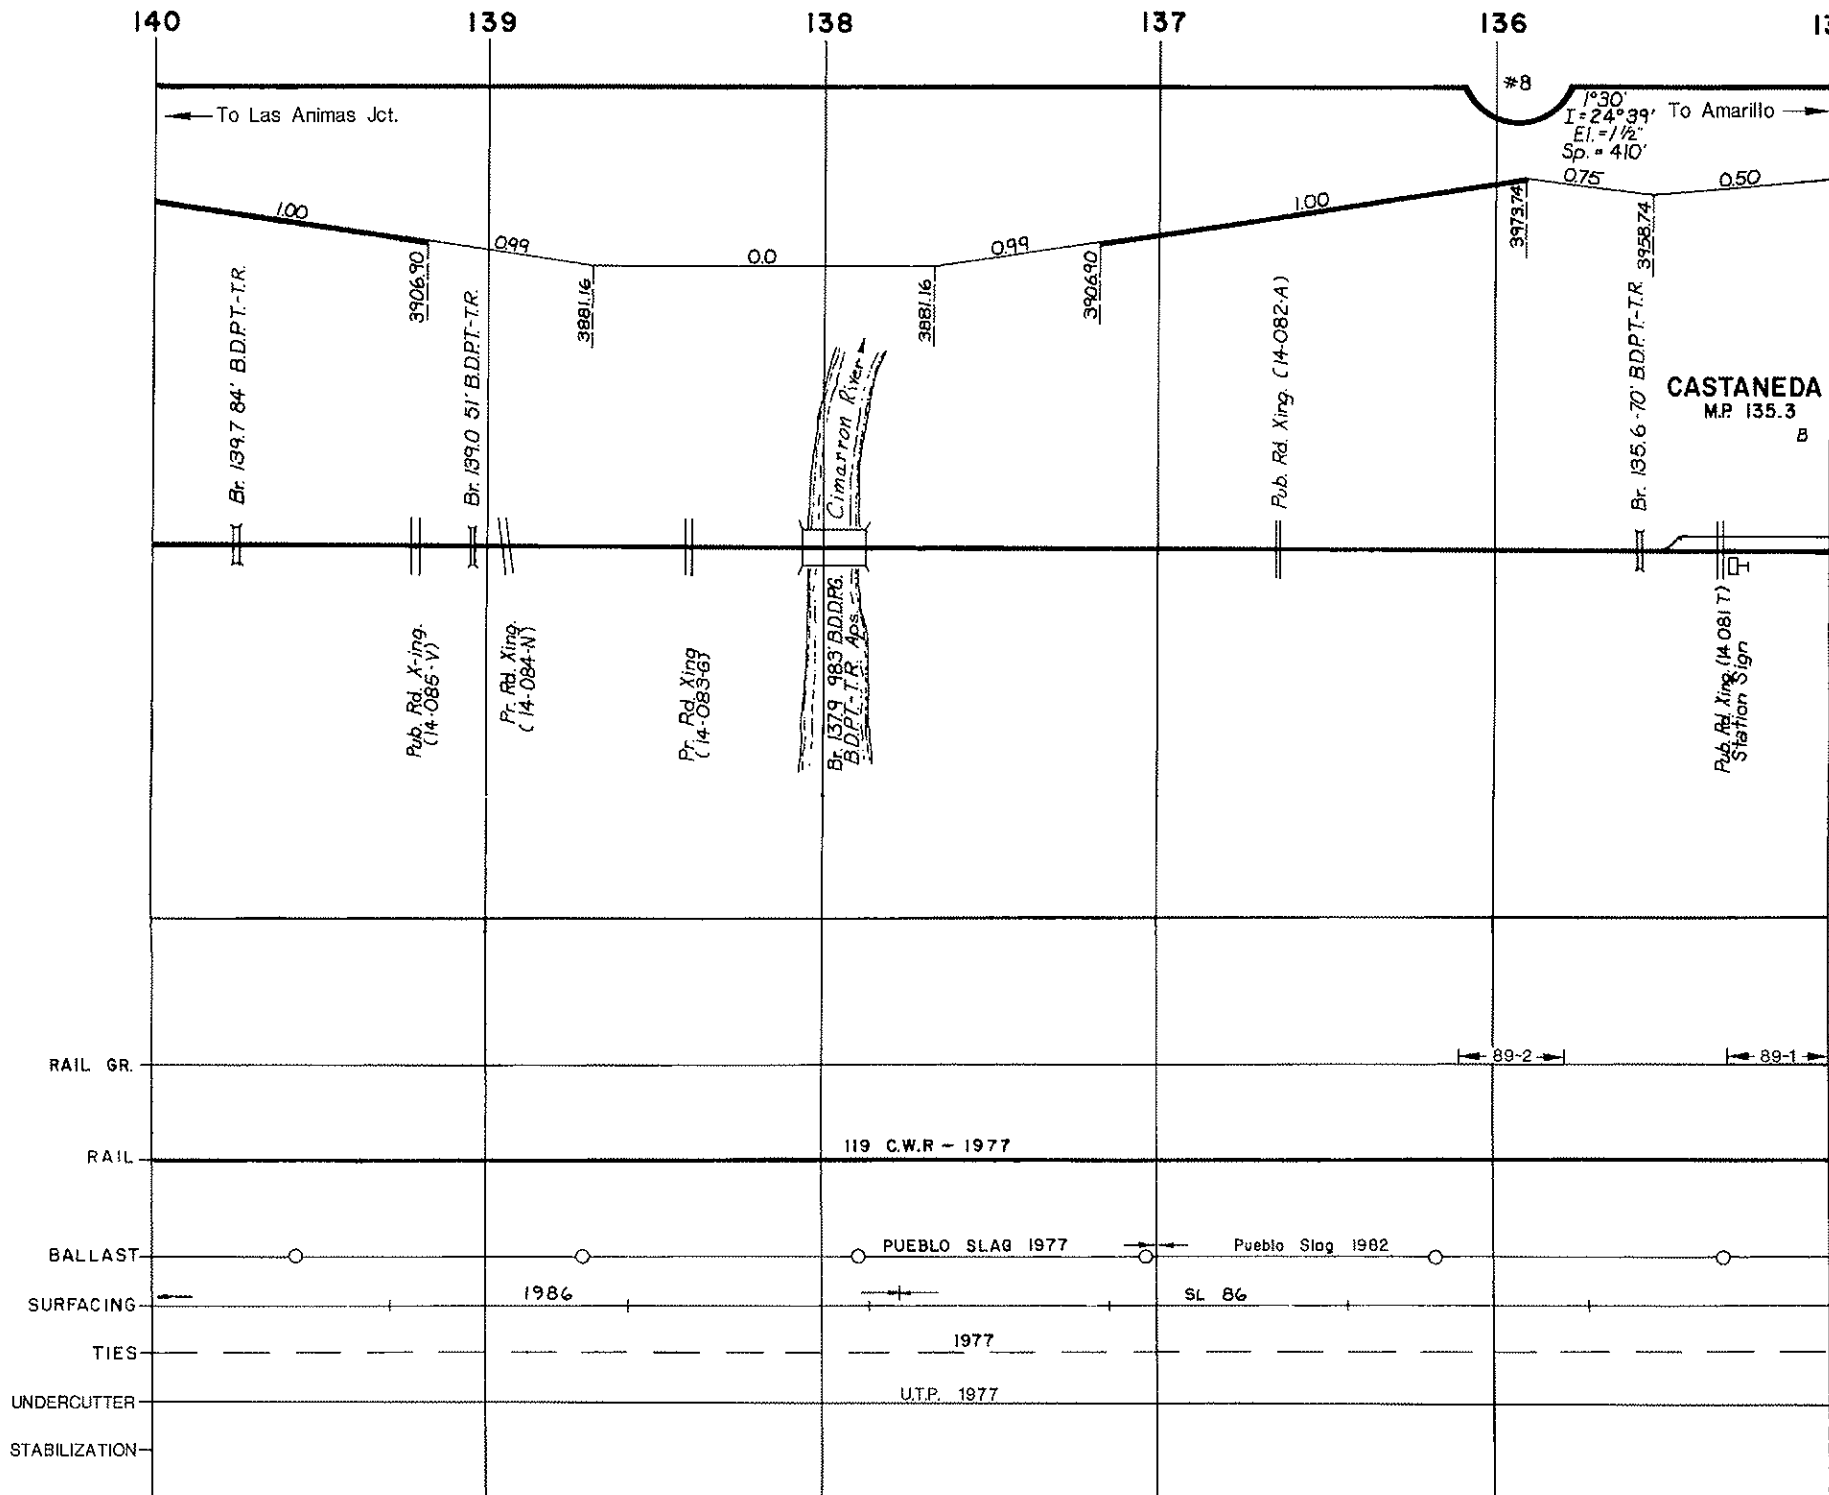 140 139 138 137 136
#8
To Las Animas Jct.
1°30'
I=24°39'
El.=1½"
Sp.=410'
To Amarillo
1.00
0.99
0.0
0.99
1.00
0.75
0.50
3906.90
3881.16
3881.16
3906.90
3973.74
3958.74
Br. 139.7 84' B.D.P.T.-T.R.
Br. 139.0 51' B.D.P.T.-T.R.
Cimarron River
Pub. Rd. Xing. (14-082-A)
Br. 135.6-70' B.D.P.T.-T.R.
CASTANEDA
M.P. 135.3
B
Pub. Rd. X-ing.
(14-085-V)
Pr. Rd. Xing.
(14-084-N)
Pr. Rd. Xing
(14-083-G)
Br. 137.9 983' B.D.D.P.G.
B.D.P.T.-T.R. Aps.
Pub. Rd. Xing. (14 081 T)
Station Sign
RAIL GR.
89-2
89-1
RAIL
119 C.W.R - 1977
BALLAST
PUEBLO SLAG 1977
Pueblo Slag 1982
SURFACING
1986
SL 86
TIES
1977
UNDERCUTTER
U.T.P. 1977
STABILIZATION